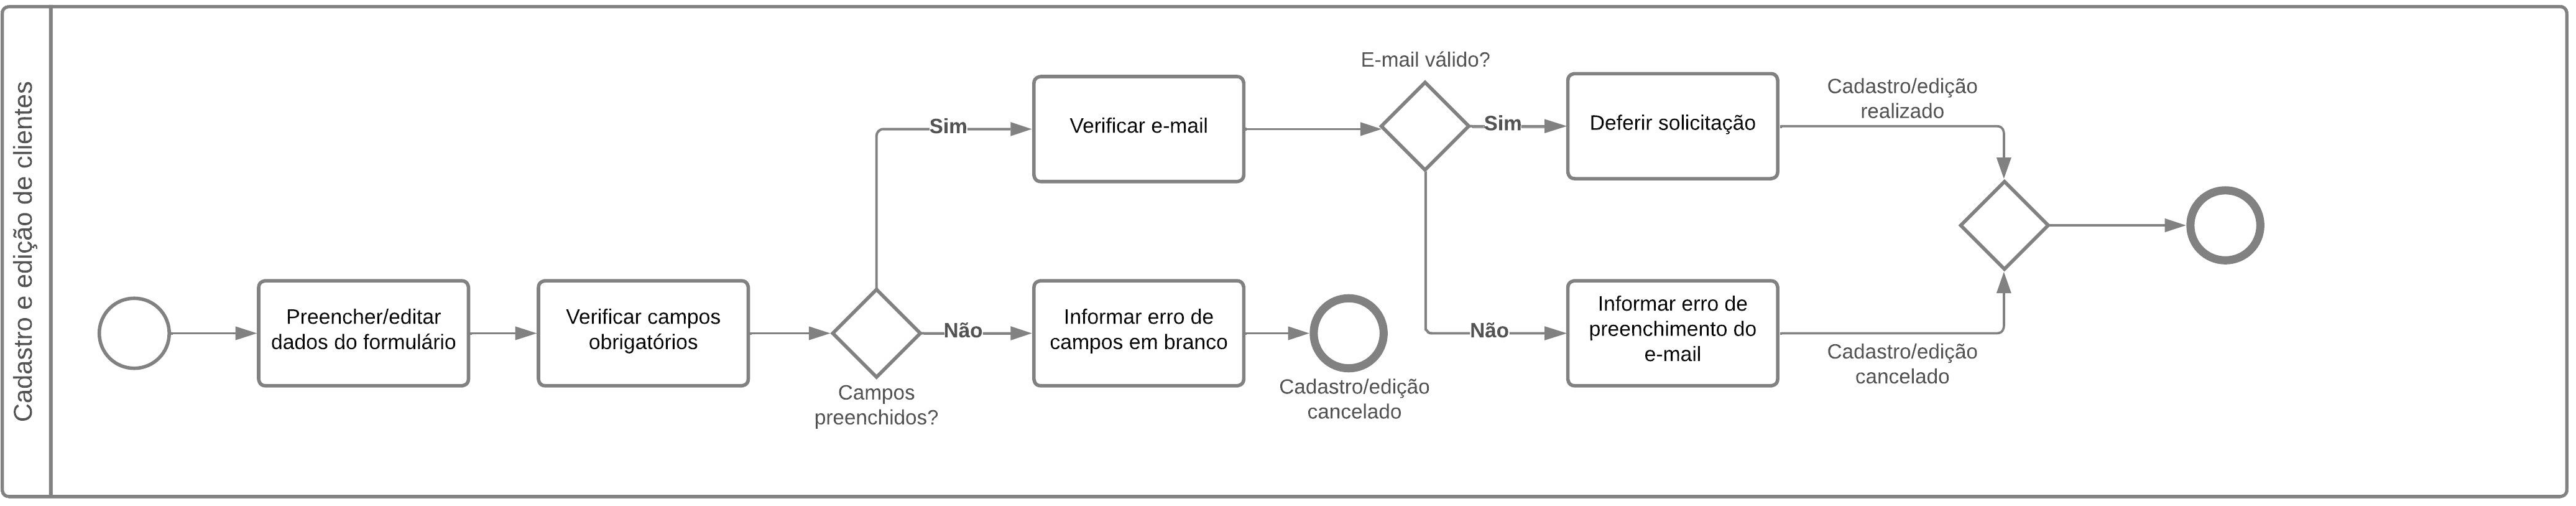 Cadastro e edição de clientes
Preencher/editar
dados do formulário
Verificar campos
obrigatórios
Campos
preenchidos?
Sim
Verificar e-mail
Não
Informar erro de
campos em branco
Cadastro/edição
cancelado
E-mail válido?
Sim
Deferir solicitação
Cadastro/edição
realizado
Não
Informar erro de
preenchimento do
e-mail
Cadastro/edição
cancelado